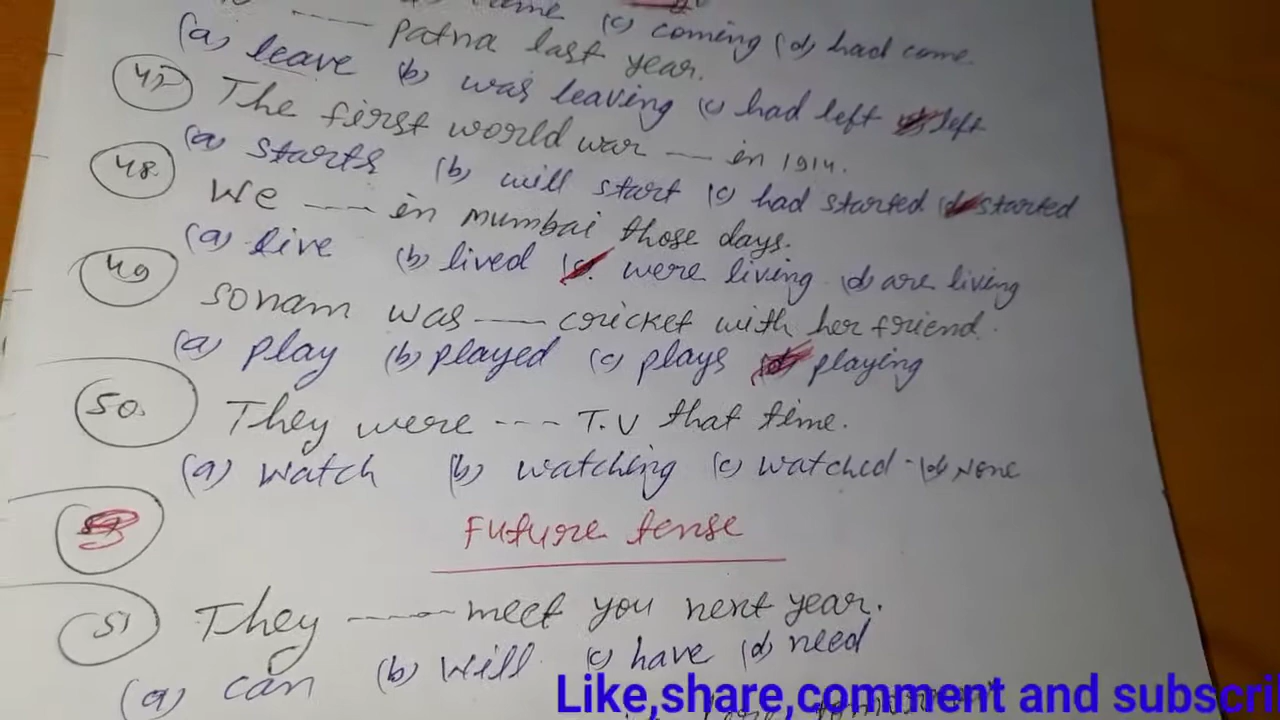 (c) coming (d) had come.
---- Patna last year.
(a) leave (b) was leaving (c) had left (d) left
47 The first world war --- in 1914.
(a) starts (b) will start (c) had started (d) started
48. We ---- in mumbai those days.
(a) live (b) lived (c) were living (d) are living
49 Sonam was ---- cricket with her friend.
(a) play (b) played (c) plays (d) playing
50. They were --- T.V that time.
(a) watch (b) watching (c) watched (d) None
Future tense
51 They ---- meet you next year.
(a) can (b) will (c) have (d) need
Like,share,comment and subscri